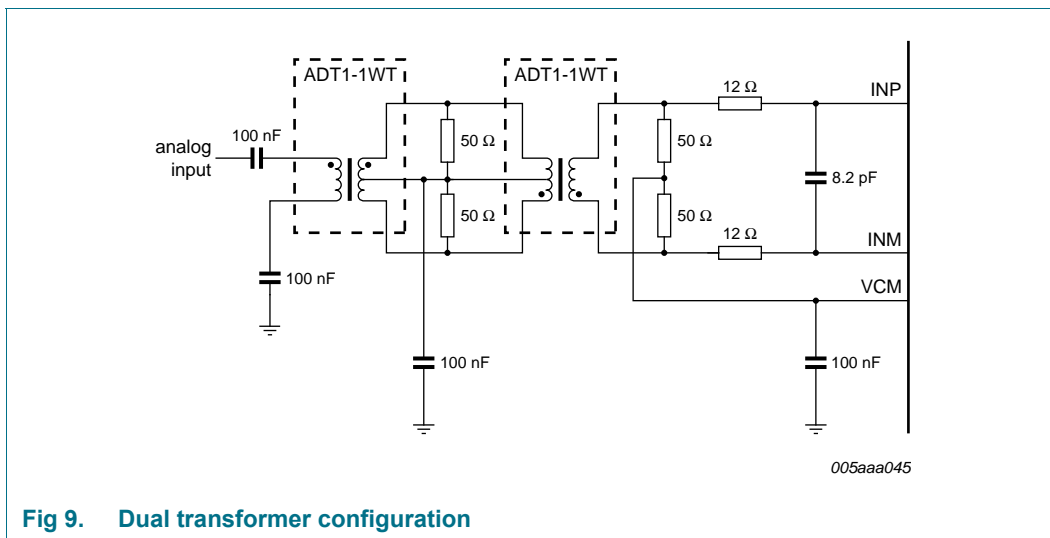 ADT1-1WT
ADT1-1WT
12 Ω
INP
100 nF
analog
input
50 Ω
50 Ω
8.2 pF
50 Ω
50 Ω
12 Ω
INM
VCM
100 nF
100 nF
100 nF
005aaa045
Fig 9. Dual transformer configuration